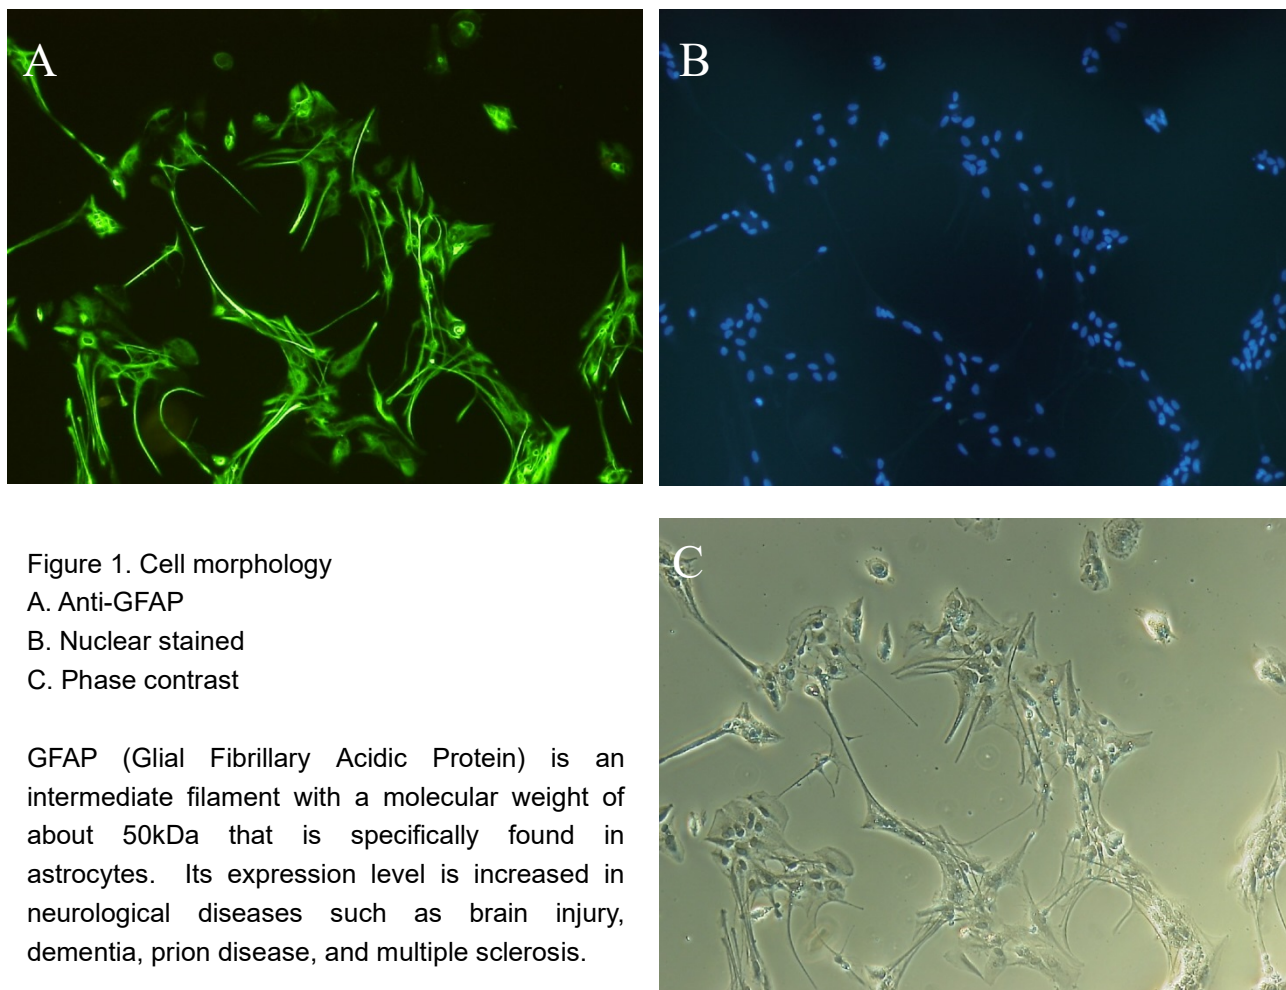 A
B
Figure 1. Cell morphology
A. Anti-GFAP
B. Nuclear stained
C. Phase contrast
C
GFAP (Glial Fibrillary Acidic Protein) is an
intermediate filament with a molecular weight of
about 50kDa that is specifically found in
astrocytes.  Its expression level is increased in
neurological diseases such as brain injury,
dementia, prion disease, and multiple sclerosis.